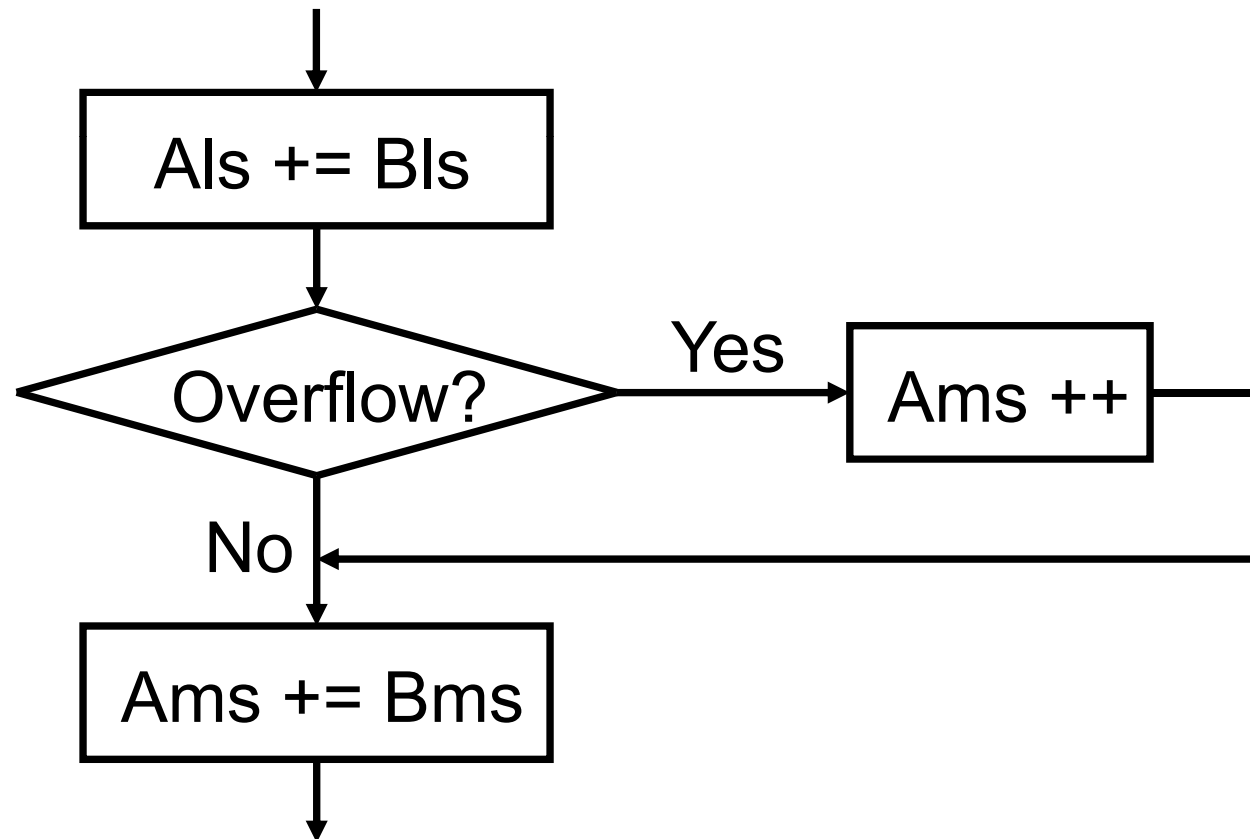 Als += Bls
Overflow?
Yes
Ams ++
No
Ams += Bms